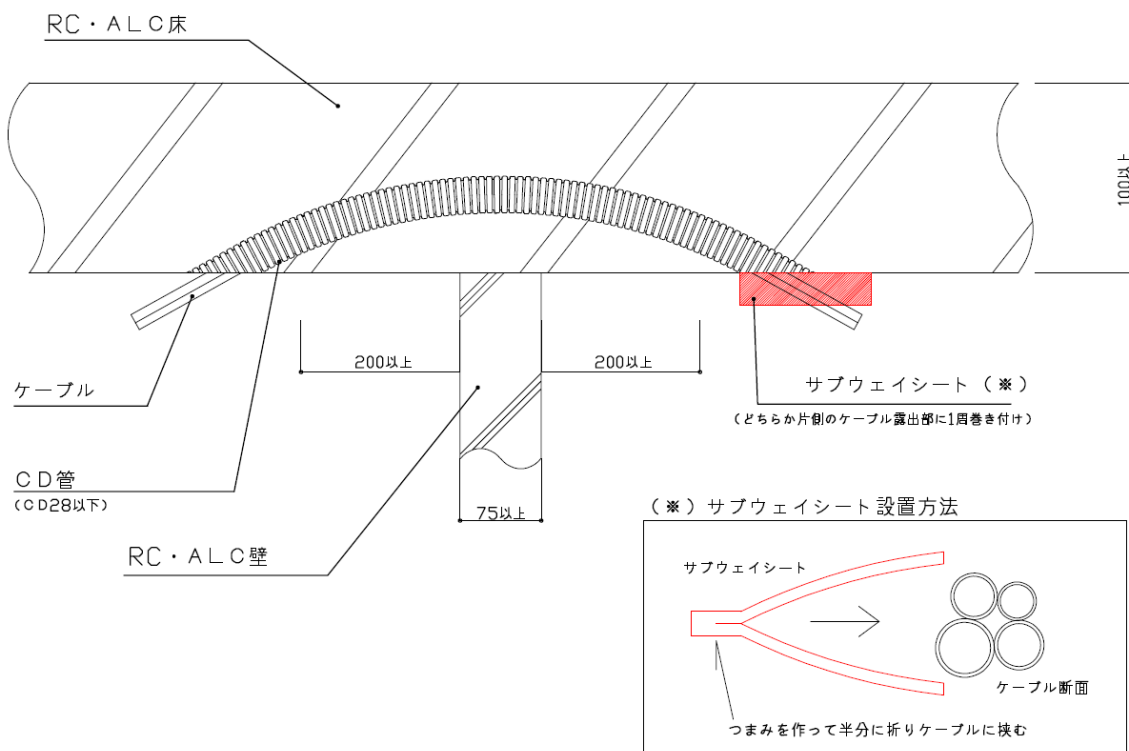 RC・ALC床
100以上
200以上
200以上
ケーブル
サブウェイシート(※)
(どちらか片側のケーブル露出部に1周巻き付け)
CD管
(CD28以下)
75以上
RC・ALC壁
(※)サブウェイシート設置方法
サブウェイシート
ケーブル断面
つまみを作って半分に折りケーブルに挟む